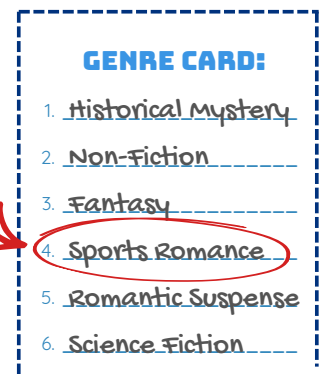 GENRE CARD:
1. Historical Mystery
2. Non-Fiction
3. Fantasy
4. Sports Romance
5. Romantic Suspense
6. Science Fiction